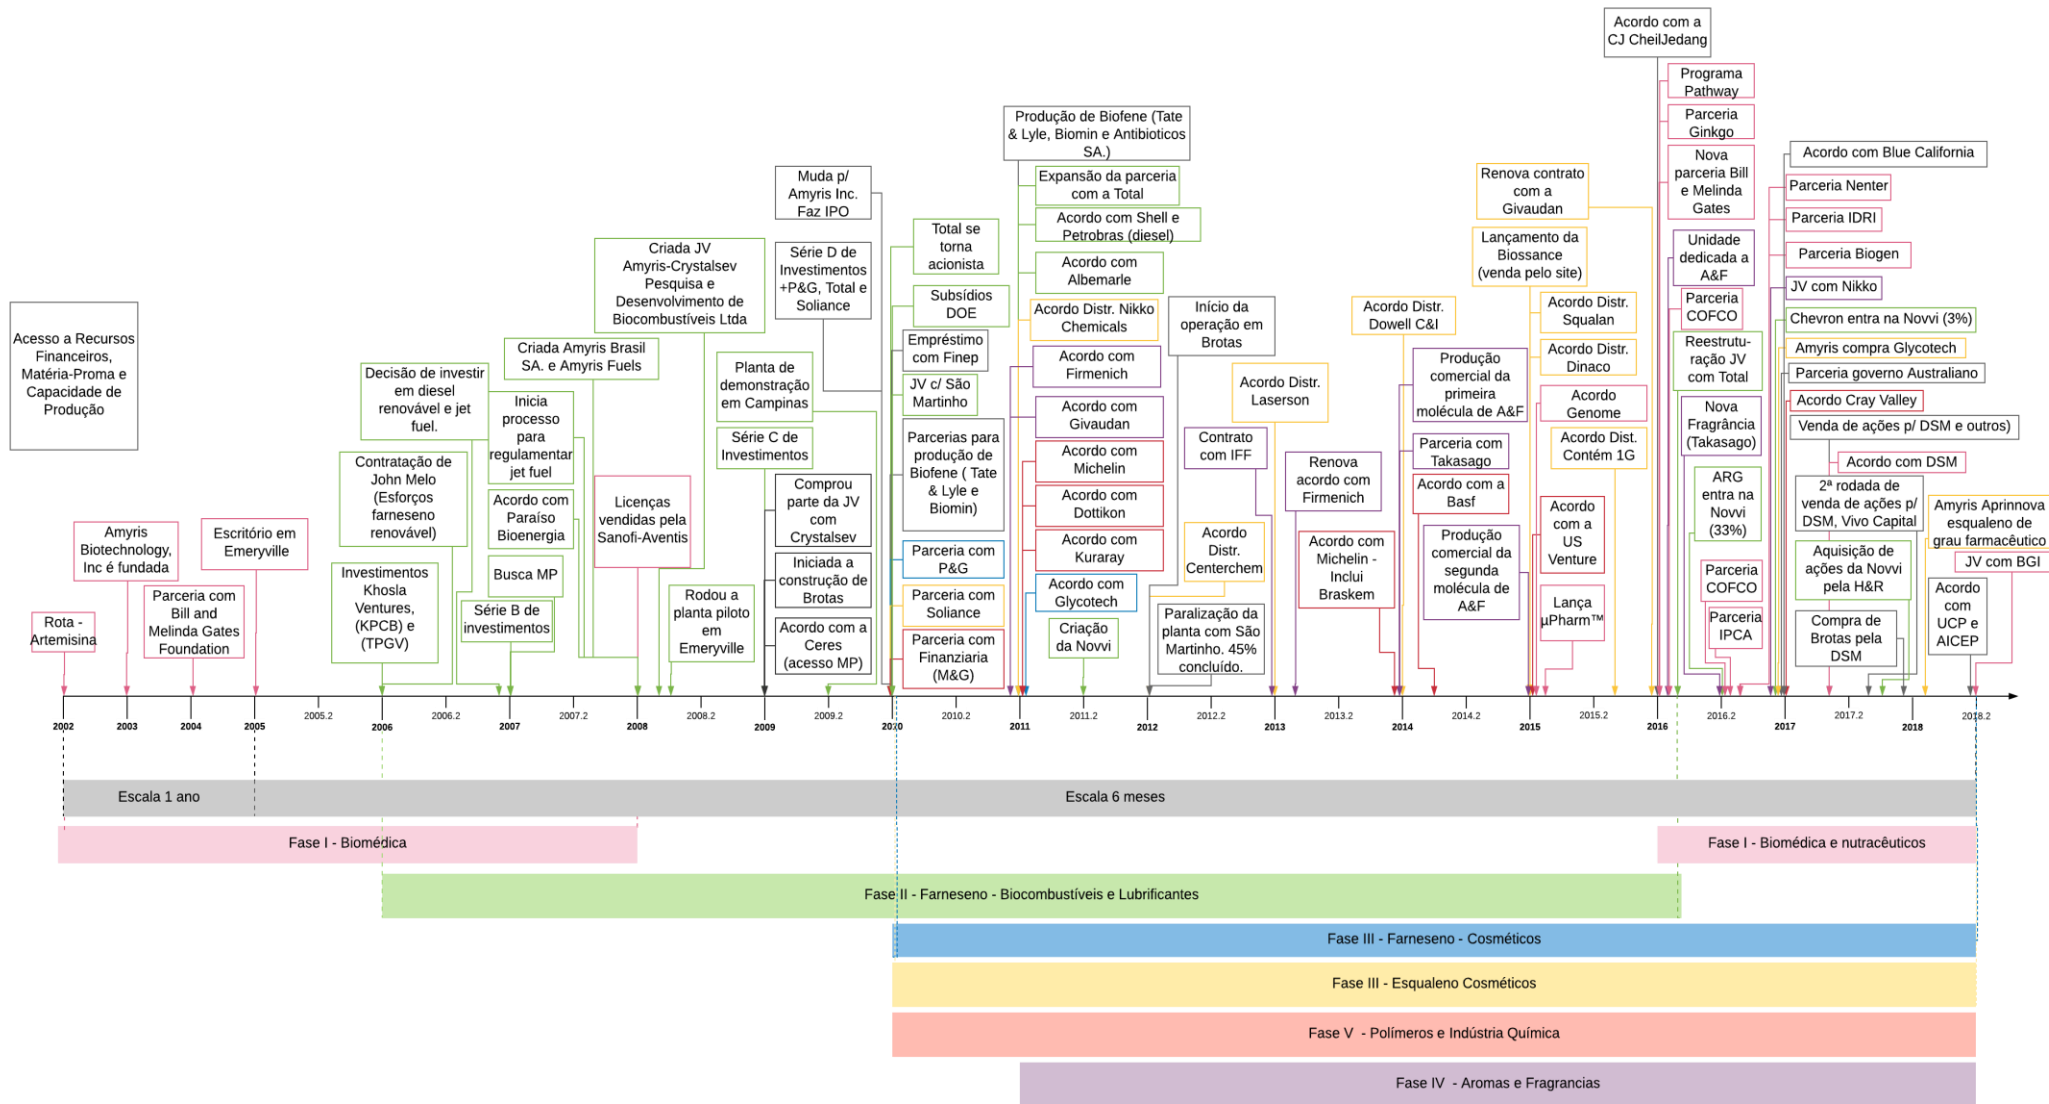 Acesso a Recursos
Financeiros,
Matéria-Proma e
Capacidade de
Produção
Rota -
Artemisina
Amyris
Biotechnology,
Inc é fundada
Parceria com
Bill and
Melinda Gates
Foundation
Escritório em
Emeryville
Decisão de investir
em diesel
renovável e jet
fuel.
Contratação de
John Melo
(Esforços
farneseno
renovável)
Investimentos
Khosla
Ventures,
(KPCB) e
(TPGV)
Criada Amyris Brasil
SA. e Amyris Fuels
Inicia
processo
para
regulamentar
jet fuel
Acordo com
Paraíso
Bioenergia
Busca MP
Série B de
investimentos
Criada JV
Amyris-Crystalsev
Pesquisa e
Desenvolvimento de
Biocombustíveis Ltda
Licenças
vendidas pela
Sanofi-Aventis
Rodou a
planta piloto
em
Emeryville
Muda p/
Amyris Inc.
Faz IPO
Série D de
Investimentos
+P&G, Total e
Soliance
Planta de
demonstração
em Campinas
Série C de
Investimentos
Comprou
parte da JV
com
Crystalsev
Iniciada a
construção de
Brotas
Acordo com a
Ceres
(acesso MP)
Total se
torna
acionista
Subsídios
DOE
Empréstimo
com Finep
JV c/ São
Martinho
Parcerias para
produção de
Biofene ( Tate
& Lyle e
Biomin)
Parceria com
P&G
Parceria com
Soliance
Parceria com
Finanziaria
(M&G)
Produção de Biofene (Tate
& Lyle, Biomin e Antibioticos
SA.)
Expansão da parceria
com a Total
Acordo com Shell e
Petrobras (diesel)
Acordo com
Albemarle
Acordo Distr. Nikko
Chemicals
Acordo com
Firmenich
Acordo com
Givaudan
Acordo com
Michelin
Acordo com
Dottikon
Acordo com
Kuraray
Acordo com
Glycotech
Criação
da Novvi
Início da
operação em
Brotas
Contrato
com IFF
Acordo
Distr.
Centerchem
Paralização da
planta com São
Martinho. 45%
concluído.
Acordo Distr.
Laserson
Renova
acordo com
Firmenich
Acordo com
Michelin -
Inclui
Braskem
Acordo Distr.
Dowell C&I
Produção
comercial da
primeira
molécula de A&F
Parceria com
Takasago
Acordo com a
Basf
Produção
comercial da
segunda
molécula de
A&F
Renova contrato
com a
Givaudan
Lançamento da
Biossance
(venda pelo site)
Acordo Distr.
Squalan
Acordo Distr.
Dinaco
Acordo
Genome
Acordo Dist.
Contém 1G
Acordo
com a
US
Venture
Lança
µPharm™
Acordo com a
CJ CheilJedang
Programa
Pathway
Parceria
Ginkgo
Nova
parceria Bill
e Melinda
Gates
Unidade
dedicada a
A&F
Parceria
COFCO
Reestrutu-
ração JV
com Total
Nova
Fragrância
(Takasago)
ARG
entra na
Novvi
(33%)
Parceria
COFCO
Parceria
IPCA
Acordo com Blue California
Parceria Nenter
Parceria IDRI
Parceria Biogen
JV com Nikko
Chevron entra na Novvi (3%)
Amyris compra Glycotech
Parceria governo Australiano
Acordo Cray Valley
Venda de ações p/ DSM e outros)
Acordo com DSM
2ª rodada de
venda de ações p/
DSM, Vivo Capital
Aquisição de
ações da Novvi
pela H&R
Compra de
Brotas pela
DSM
Amyris Aprinnova
esqualeno de
grau farmacêutico
JV com BGI
Acordo
com
UCP e
AICEP
2002 2003 2004 2005 2005.2 2006 2006.2 2007 2007.2 2008 2008.2 2009 2009.2 2010 2010.2 2011 2011.2 2012 2012.2 2013 2013.2 2014 2014.2 2015 2015.2 2016 2016.2 2017 2017.2 2018 2018.2
Escala 1 ano Escala 6 meses
Fase I - Biomédica Fase I - Biomédica e nutracêuticos
Fase II - Farneseno - Biocombustíveis e Lubrificantes
Fase III - Farneseno - Cosméticos
Fase III - Esqualeno Cosméticos
Fase V - Polímeros e Indústria Química
Fase IV - Aromas e Fragrancias